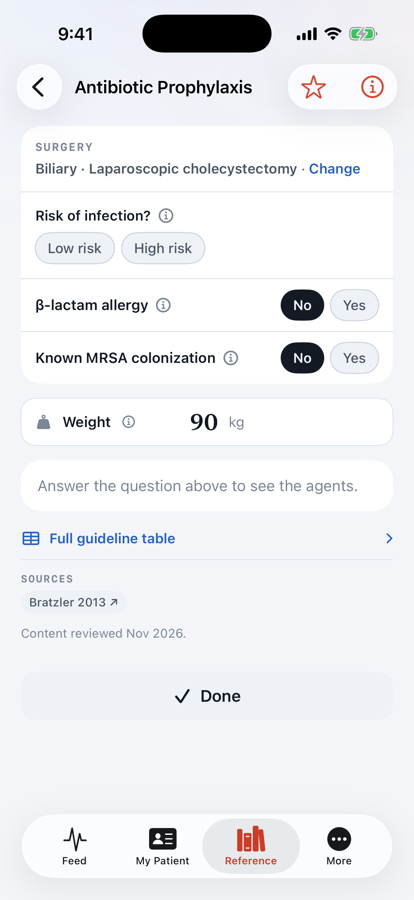 9:41
Antibiotic Prophylaxis
SURGERY
Biliary · Laparoscopic cholecystectomy · Change
Risk of infection?
Low risk High risk
β-lactam allergy No Yes
Known MRSA colonization No Yes
Weight 90 kg
Answer the question above to see the agents.
Full guideline table
SOURCES
Bratzler 2013 ↗
Content reviewed Nov 2026.
Done
Feed My Patient Reference More